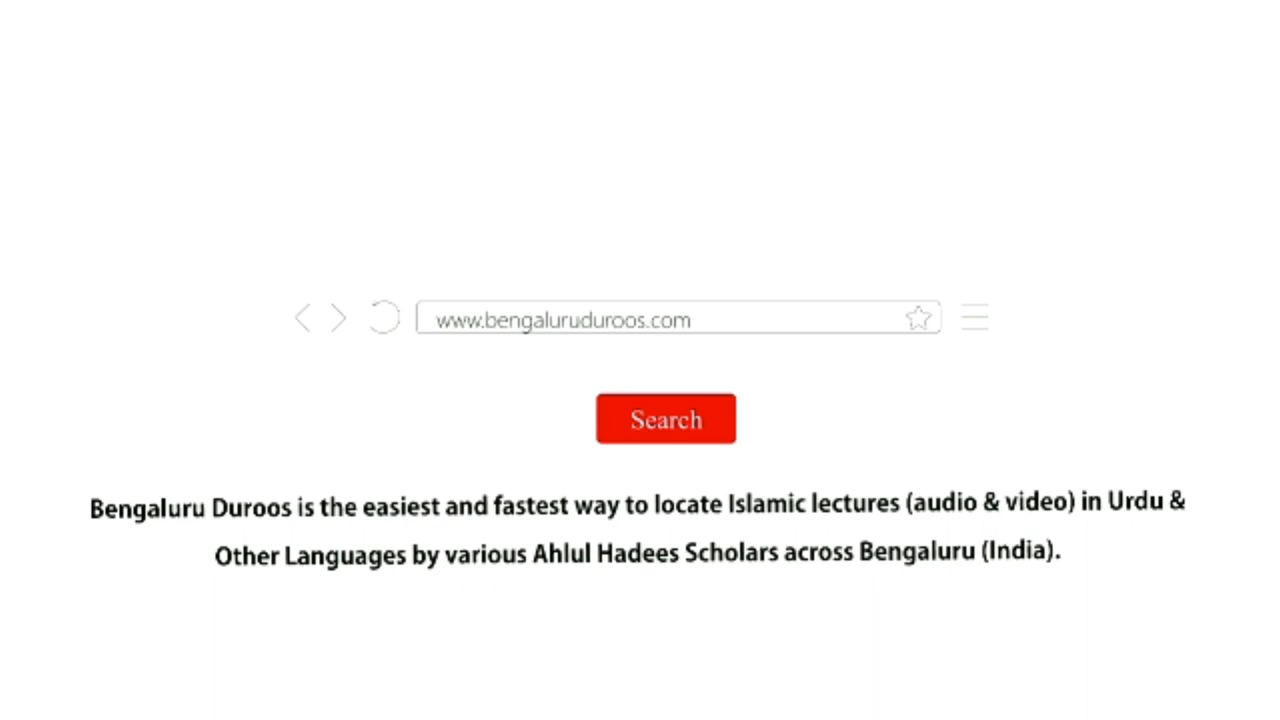 www.bengaluruduroos.com
Search
Bengaluru Duroos is the easiest and fastest way to locate Islamic lectures (audio & video) in Urdu &
Other Languages by various Ahlul Hadees Scholars across Bengaluru (India).